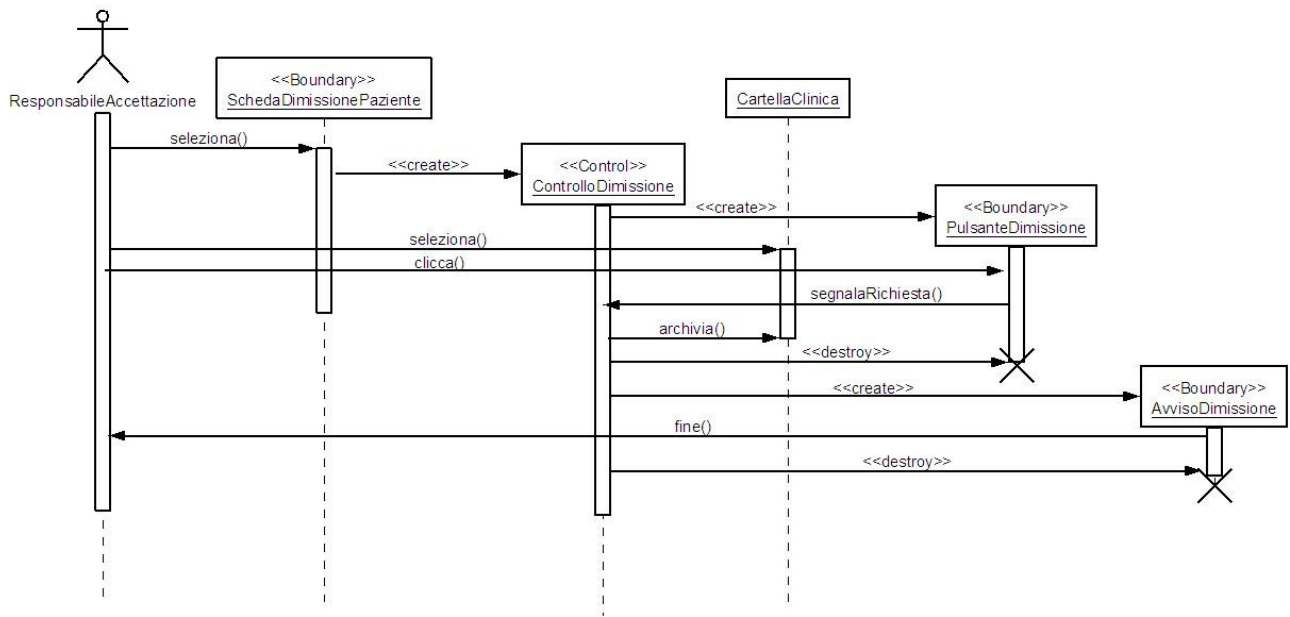 ResponsabileAccettazione
<<Boundary>>
SchedaDimissionePaziente
CartellaClinica
seleziona()
<<create>>
<<Control>>
ControlloDimissione
<<create>>
<<Boundary>>
PulsanteDimissione
seleziona()
clicca()
segnalaRichiesta()
archivia()
<<destroy>>
<<create>>
<<Boundary>>
AvvisoDimissione
fine()
<<destroy>>